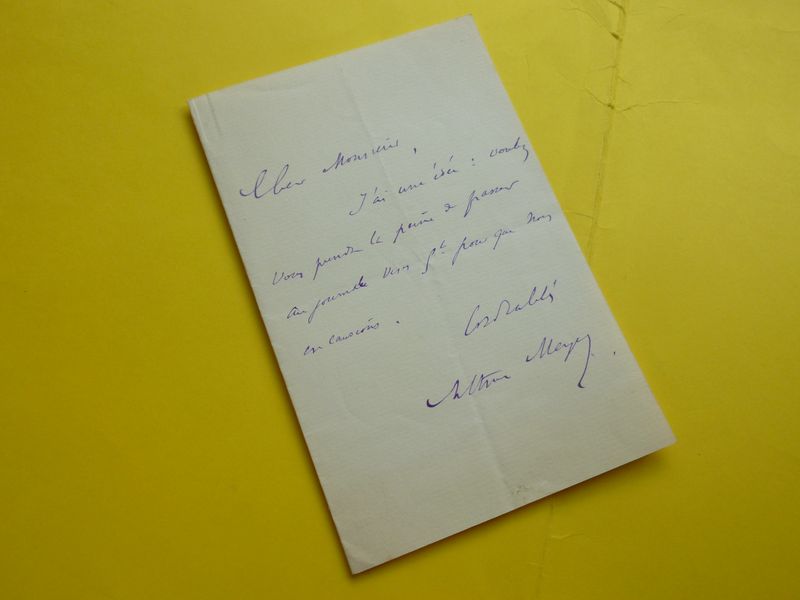 Cher Monsieur,
J'ai une idée : voulez
vous prendre la peine de passer
au journal vers 5h pour que nous
en causions.
Cordialités
Arthur Meyer.